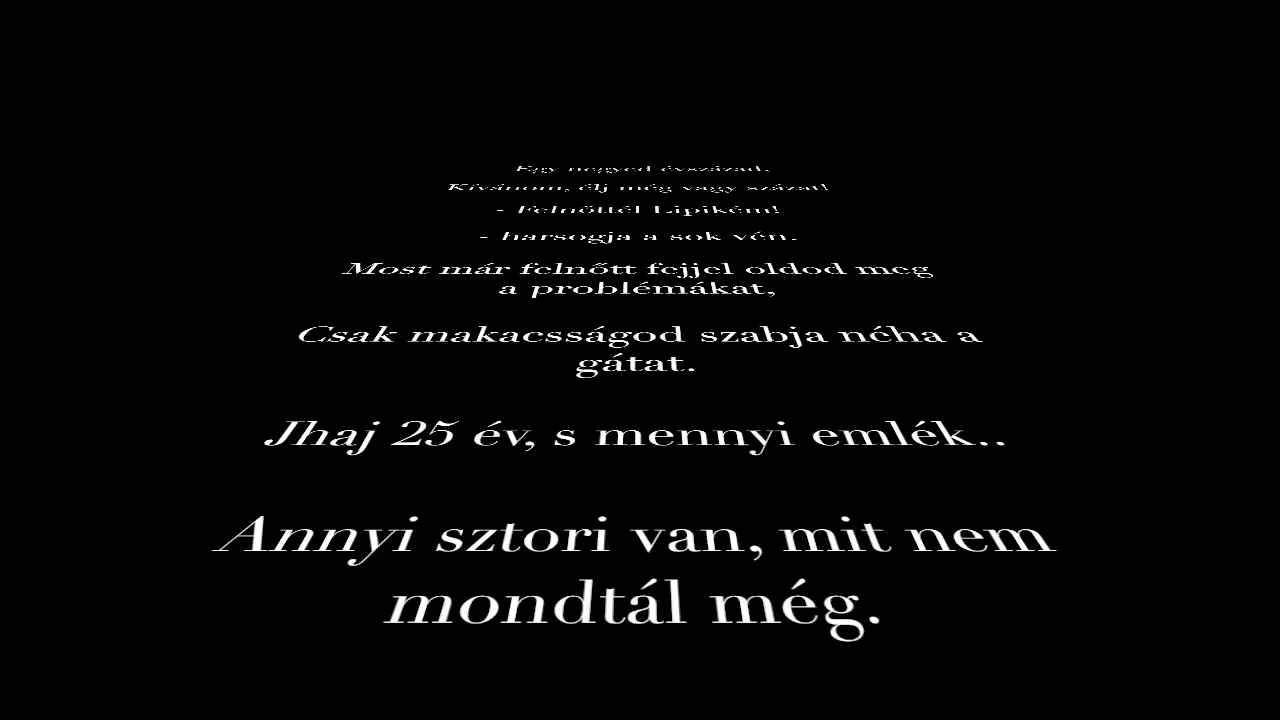 Egy negyed évszázad,
Kívánom, élj még vagy százat!
- Felnőttél Lipikém!
- harsogja a sok vén.
Most már felnőtt fejjel oldod meg
a problémákat,
Csak makacsságod szabja néha a
gátat.
Jhaj 25 év, s mennyi emlék..
Annyi sztori van, mit nem
mondtál még.